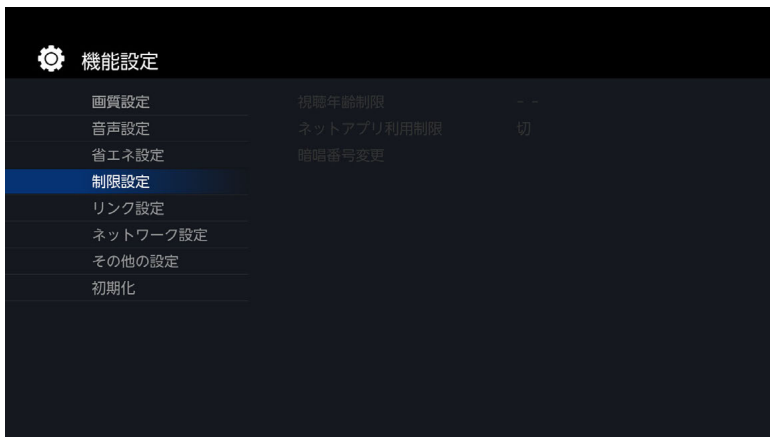 機能設定
画質設定
音声設定
省エネ設定
制限設定
リンク設定
ネットワーク設定
その他の設定
初期化
視聴年齢制限 - -
ネットアプリ利用制限 切
暗唱番号変更